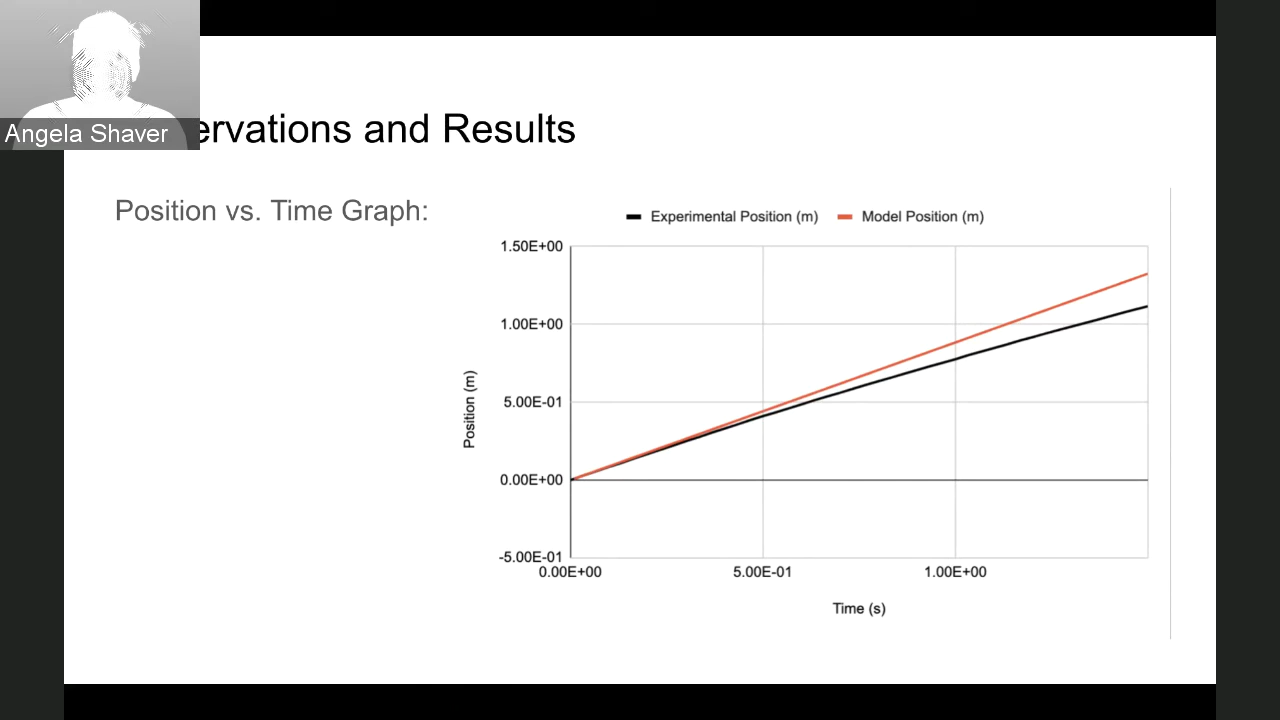 Angela Shaver
ervations and Results
Position vs. Time Graph:
Experimental Position (m)
Model Position (m)
1.50E+00
1.00E+00
5.00E-01
0.00E+00
-5.00E-01
Position (m)
0.00E+00
5.00E-01
1.00E+00
Time (s)